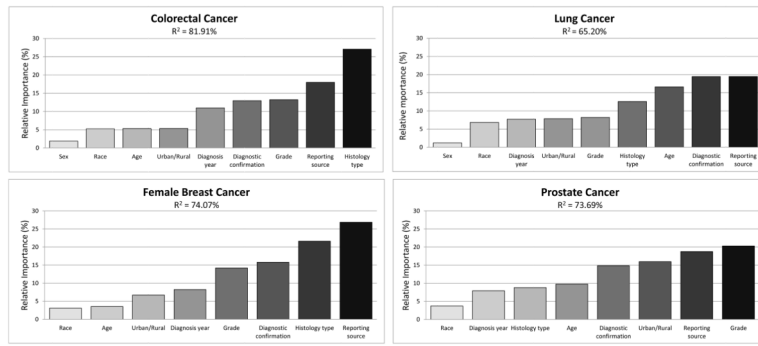 Colorectal Cancer
R² = 81.91%
Relative Importance (%)
30
25
20
15
10
5
0
Sex Race Age Urban/Rural Diagnosis year Diagnostic confirmation Grade Reporting source Histology type
Lung Cancer
R² = 65.20%
Relative mportance (%)
30
25
20
15
10
5
0
Sex Race Diagnosis year Urban/Rural Grade Histology type Age Diagnostic confirmation Reporting source
Female Breast Cancer
R² = 74.07%
Relative Importance (%)
30
25
20
15
10
5
0
Race Age Urban/Rural Diagnosis year Grade Diagnostic confirmation Histology type Reporting source
Prostate Cancer
R² = 73.69%
Relative Importance (%)
30
25
20
15
10
5
0
Race Diagnosis year Histology type Age Diagnostic confirmation Urban/Rural Reporting source Grade